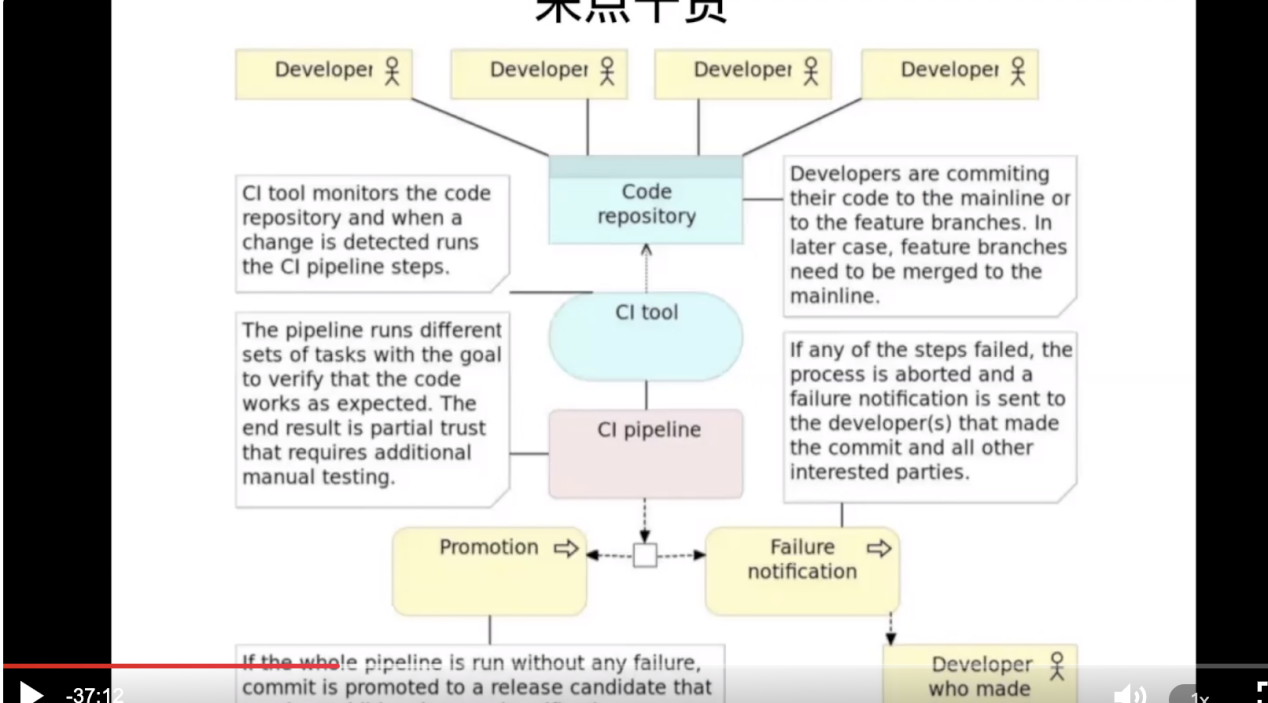 来点干货
Developer
Developer
Developer
Developer
Code
repository
CI tool monitors the code
repository and when a
change is detected runs
the CI pipeline steps.
Developers are commiting
their code to the mainline or
to the feature branches. In
later case, feature branches
need to be merged to the
mainline.
CI tool
The pipeline runs different
sets of tasks with the goal
to verify that the code
works as expected. The
end result is partial trust
that requires additional
manual testing.
CI pipeline
If any of the steps failed, the
process is aborted and a
failure notification is sent to
the developer(s) that made
the commit and all other
interested parties.
Promotion
Failure
notification
If the whole pipeline is run without any failure,
commit is promoted to a release candidate that
Developer
who made
-37:12
1x